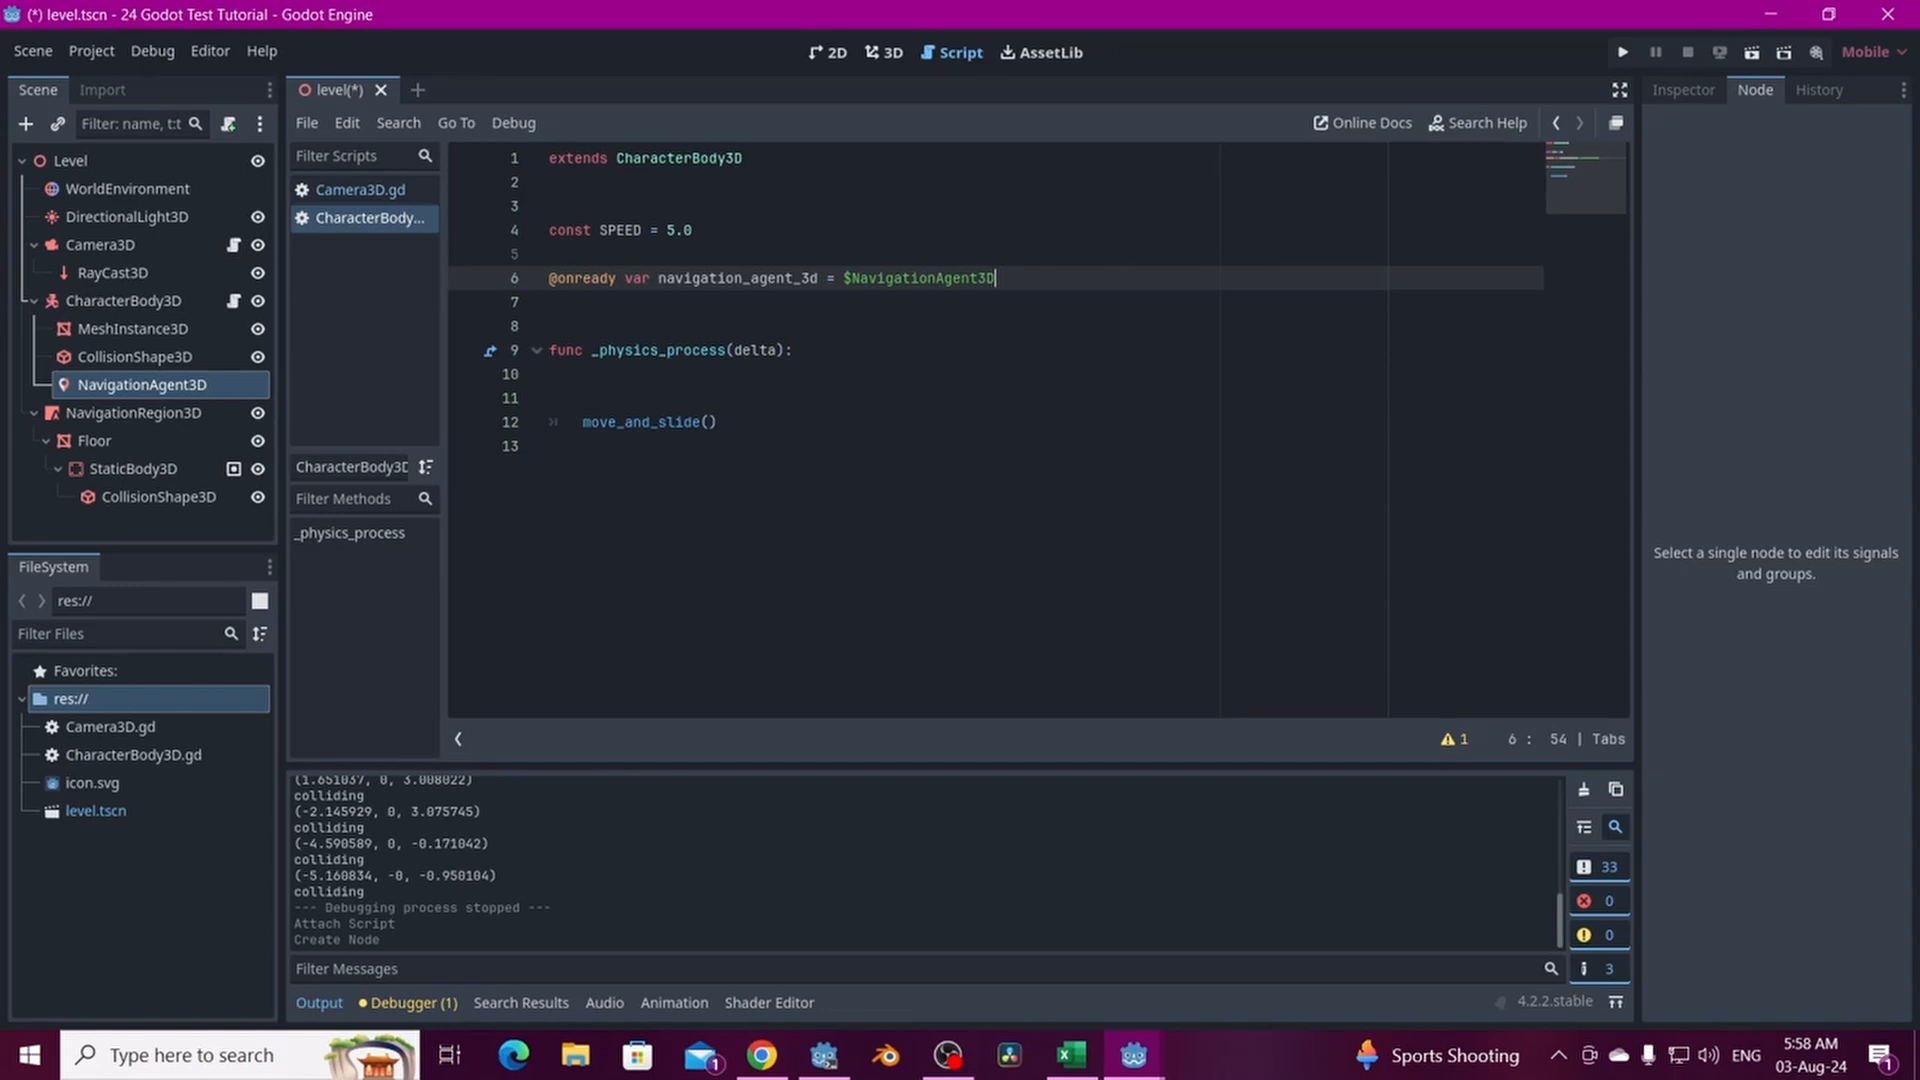 (*) level.tscn - 24 Godot Test Tutorial - Godot Engine
Scene Project Debug Editor Help
2D 3D Script AssetLib
Mobile
Scene Import
level(*)
Inspector Node History
Filter: name, t:t
File Edit Search Go To Debug
Online Docs Search Help
Level
WorldEnvironment
DirectionalLight3D
Camera3D
RayCast3D
CharacterBody3D
MeshInstance3D
CollisionShape3D
NavigationAgent3D
NavigationRegion3D
Floor
StaticBody3D
CollisionShape3D
Filter Scripts
Camera3D.gd
CharacterBody...
CharacterBody3D
Filter Methods
_physics_process
1 extends CharacterBody3D
2
3
4 const SPEED = 5.0
5
6 @onready var navigation_agent_3d = $NavigationAgent3D
7
8
9 func _physics_process(delta):
10
11
12 move_and_slide()
13
1 6 : 54 | Tabs
Select a single node to edit its signals
and groups.
FileSystem
res://
Filter Files
Favorites:
res://
Camera3D.gd
CharacterBody3D.gd
icon.svg
level.tscn
(1.651037, 0, 3.008022)
colliding
(-2.145929, 0, 3.075745)
colliding
(-4.590589, 0, -0.171042)
colliding
(-5.160834, -0, -0.950104)
colliding
--- Debugging process stopped ---
Attach Script
Create Node
33
0
0
3
Filter Messages
Output Debugger (1) Search Results Audio Animation Shader Editor
4.2.2.stable
Type here to search
1
Sports Shooting
ENG
5:58 AM
03-Aug-24
1